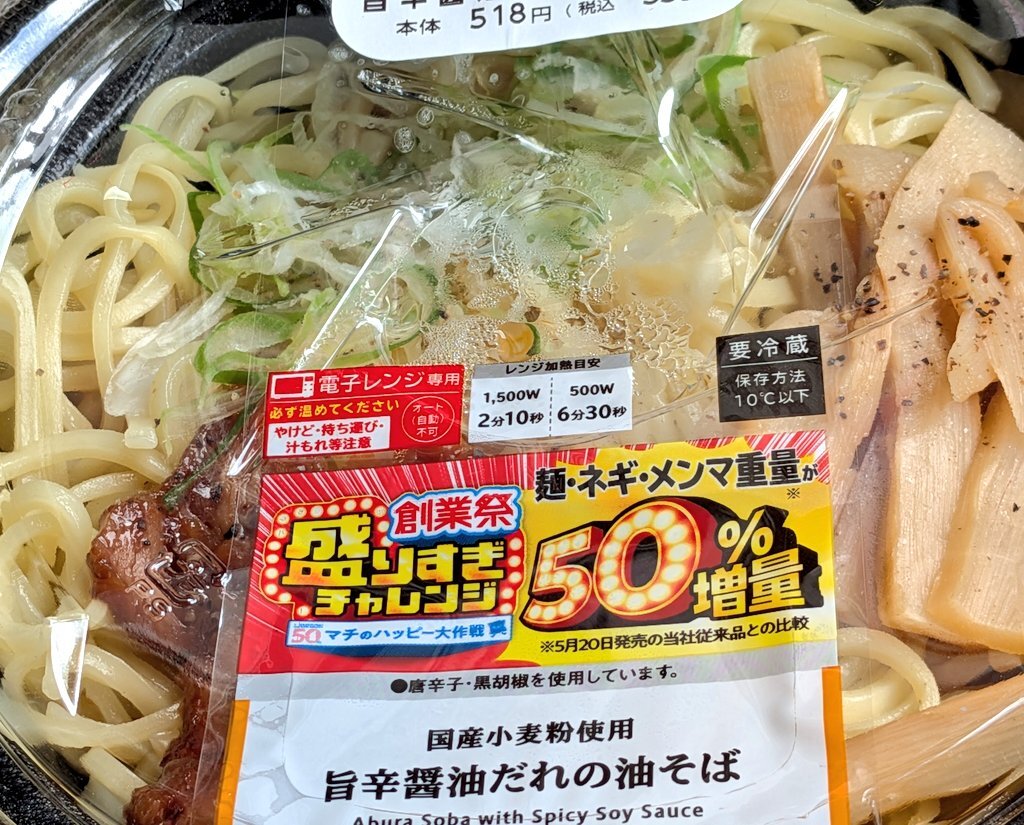 本体 518円 (税込
電子レンジ専用
必ず温めてください
やけど・持ち運び・
汁もれ等注意
オート
(自動)
不可
レンジ加熱目安
1,500W 500W
2分10秒 6分30秒
要冷蔵
保存方法
10℃以下
創業祭
盛りすぎ
チャレンジ
LAWSON
50 マチのハッピー大作戦
麺・ネギ・メンマ重量が
※
50%
増量
※5月20日発売の当社従来品との比較
●唐辛子・黒胡椒を使用しています。
国産小麦粉使用
旨辛醤油だれの油そば
Abura Soba with Spicy Soy Sauce